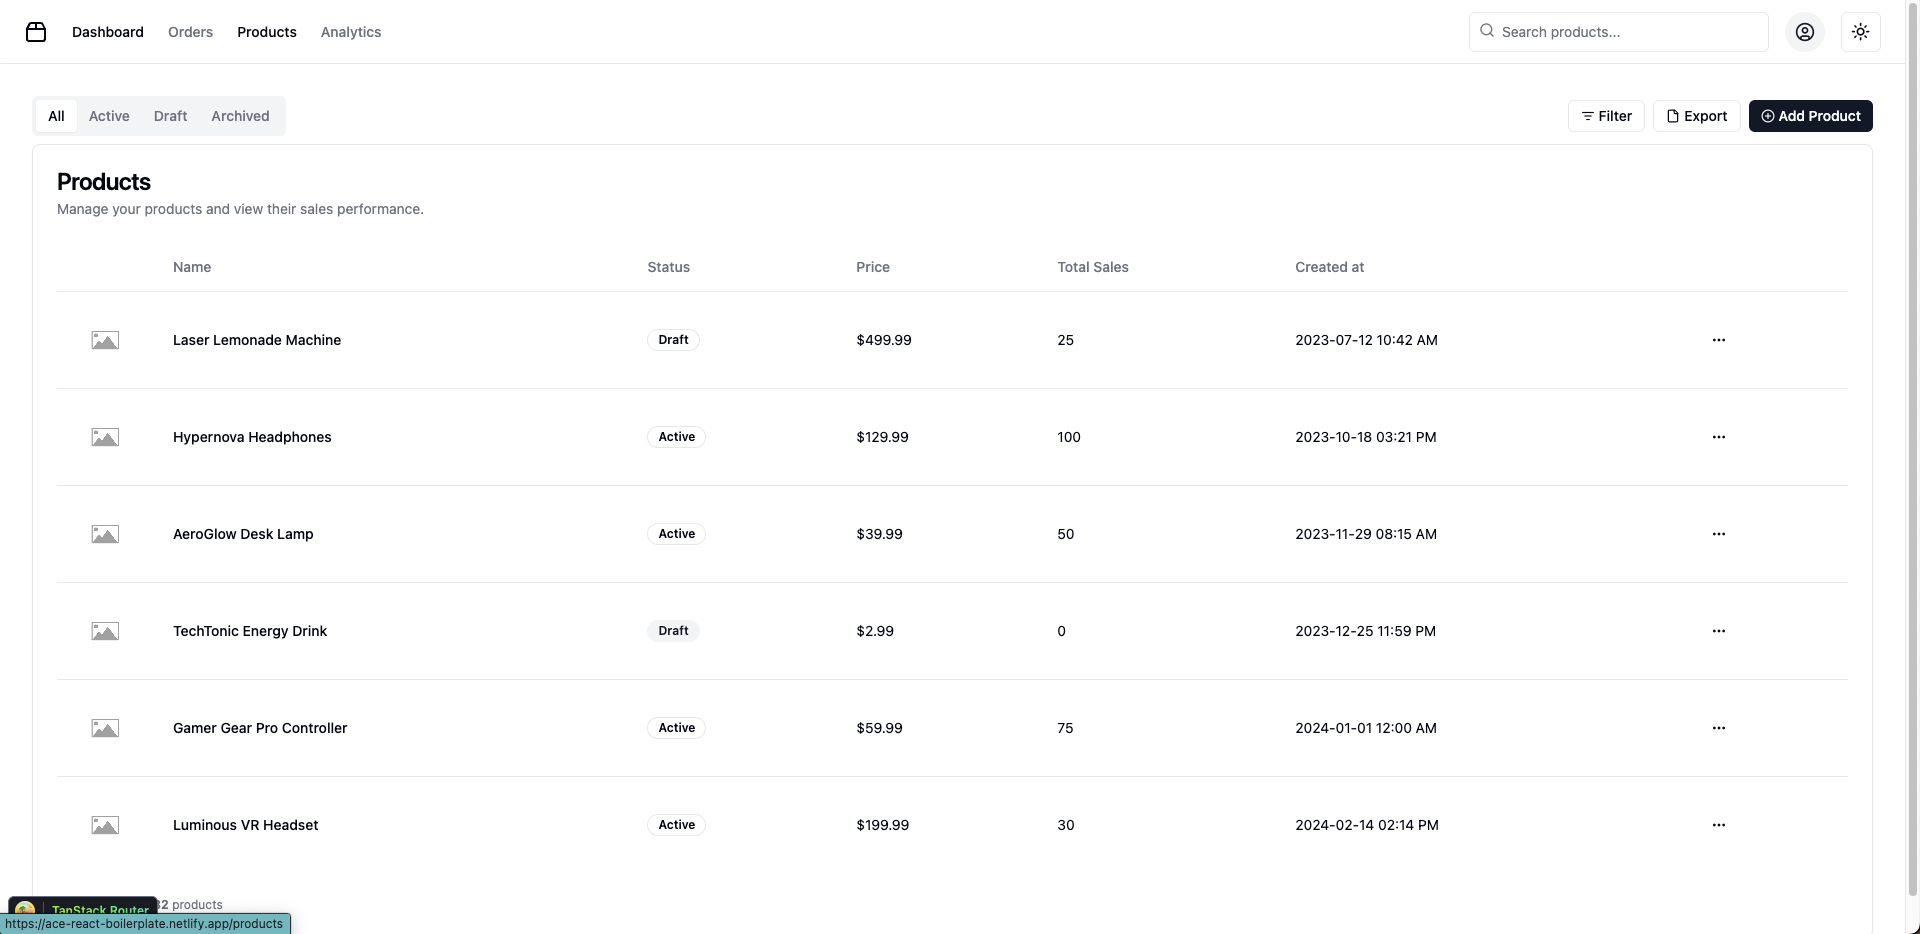 Dashboard Orders Products Analytics Search products...
All Active Draft Archived Filter Export Add Product
Products
Manage your products and view their sales performance.
Name Status Price Total Sales Created at
Laser Lemonade Machine Draft $499.99 25 2023-07-12 10:42 AM
Hypernova Headphones Active $129.99 100 2023-10-18 03:21 PM
AeroGlow Desk Lamp Active $39.99 50 2023-11-29 08:15 AM
TechTonic Energy Drink Draft $2.99 0 2023-12-25 11:59 PM
Gamer Gear Pro Controller Active $59.99 75 2024-01-01 12:00 AM
Luminous VR Headset Active $199.99 30 2024-02-14 02:14 PM
products
TanStack Router
https://ace-react-boilerplate.netlify.app/products